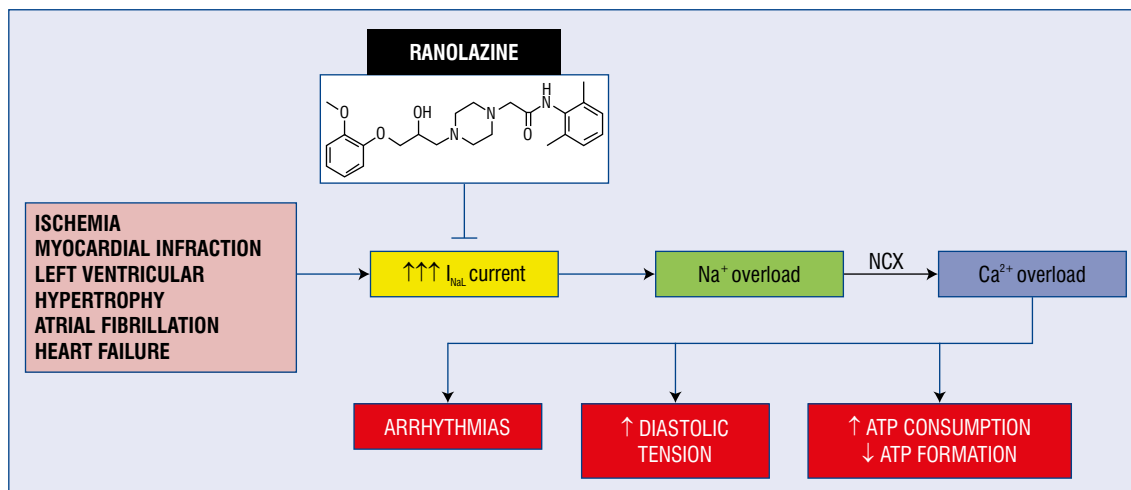 RANOLAZINE
O
O
OH
N
N
O
H
N
ISCHEMIA
MYOCARDIAL INFRACTION
LEFT VENTRICULAR
HYPERTROPHY
ATRIAL FIBRILLATION
HEART FAILURE
↑↑↑ I_NaL current
Na⁺ overload
NCX
Ca²⁺ overload
ARRHYTHMIAS
↑ DIASTOLIC
TENSION
↑ ATP CONSUMPTION
↓ ATP FORMATION